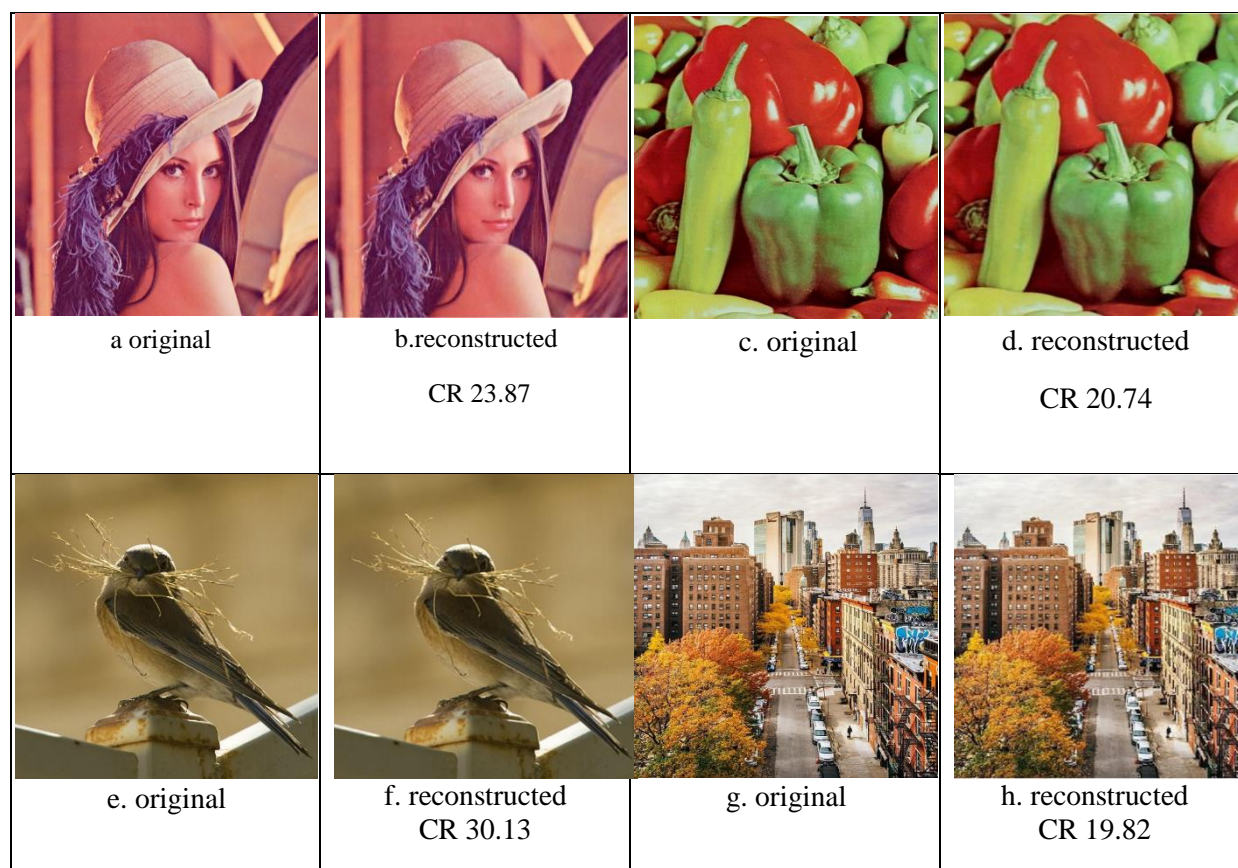 a original
b.reconstructed
CR 23.87
c. original
d. reconstructed
CR 20.74
e. original
f. reconstructed
CR 30.13
g. original
h. reconstructed
CR 19.82